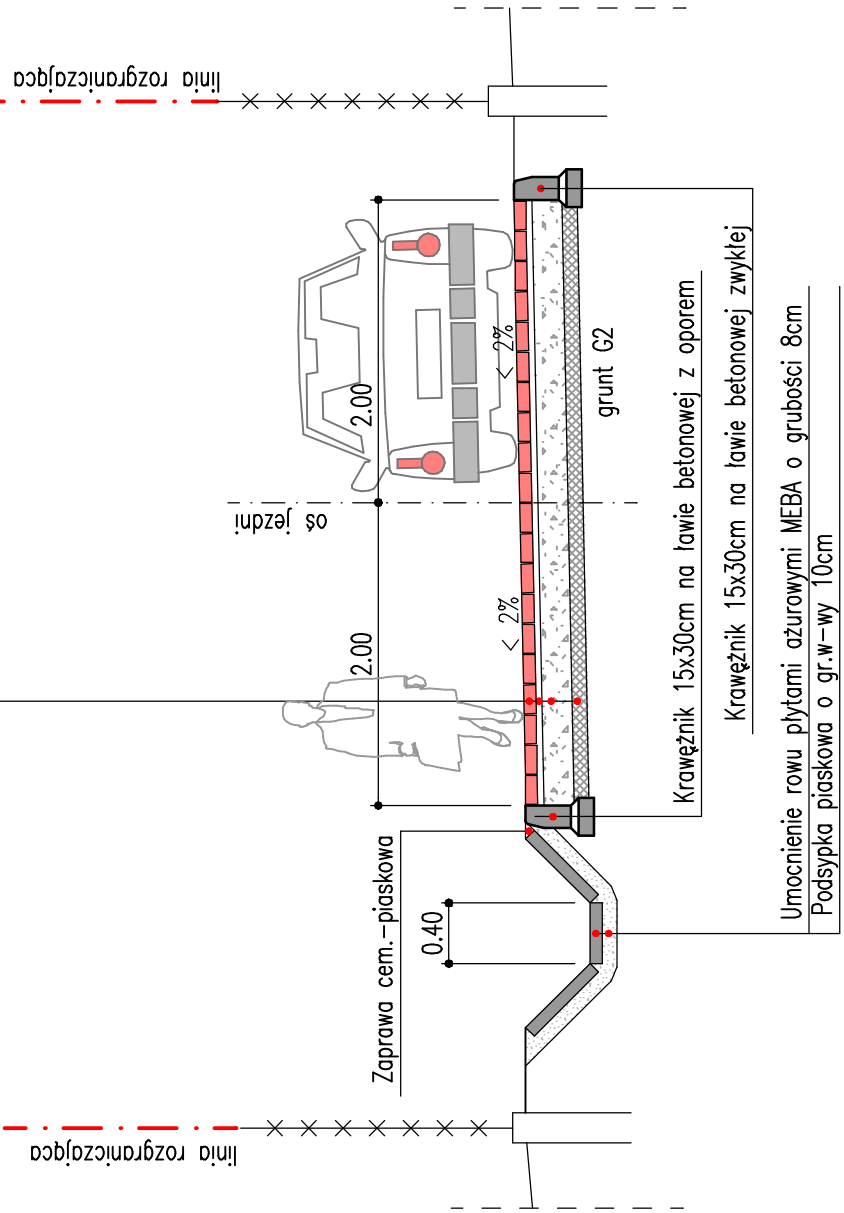 linia rozgraniczająca
2.00
< 2%
grunt G2
oś jezdni
2.00
< 2%
Krawężnik 15x30cm na ławie betonowej z oporem
Krawężnik 15x30cm na ławie betonowej zwykłej
Zaprawa cem.-piaskowa
0.40
Umocnienie rowu płytami ażurowymi MEBA o grubości 8cm
Podsypka piaskowa o gr.w-wy 10cm
linia rozgraniczająca